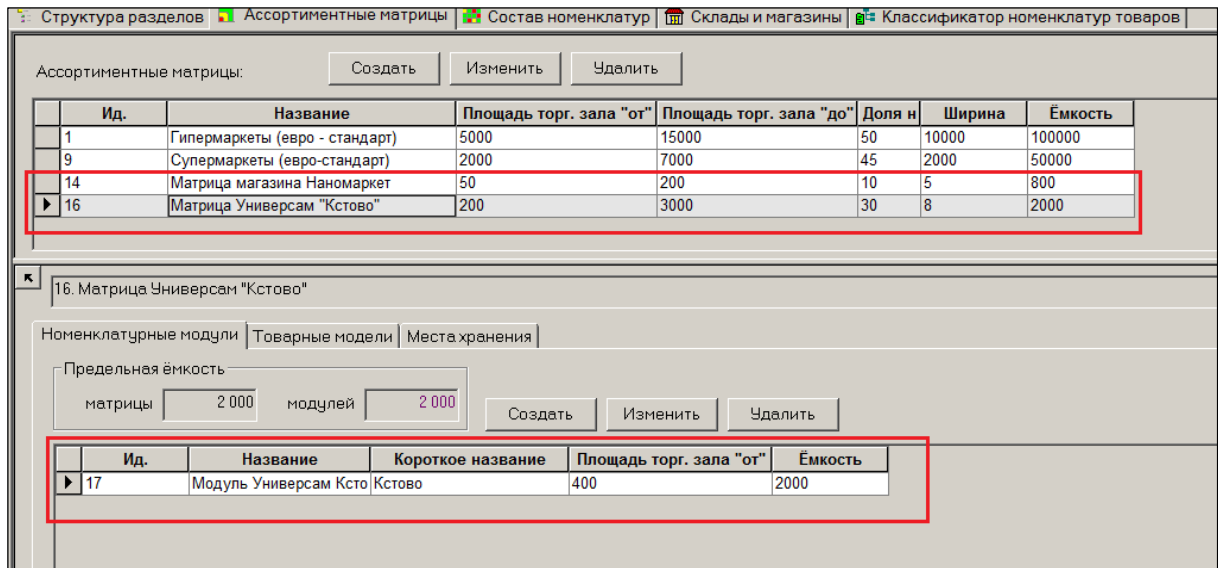 Структура разделов Ассортиментные матрицы Состав номенклатур Склады и магазины Классификатор номенклатур товаров
Ассортиментные матрицы: Создать Изменить Удалить
Ид. Название Площадь торг. зала "от" Площадь торг. зала "до" Доля н Ширина Ёмкость
1 Гипермаркеты (евро - стандарт) 5000 15000 50 10000 100000
9 Супермаркеты (евро-стандарт) 2000 7000 45 2000 50000
14 Матрица магазина Наномаркет 50 200 10 5 800
16 Матрица Универсам "Кстово" 200 3000 30 8 2000
16. Матрица Универсам "Кстово"
Номенклатурные модули Товарные модели Места хранения
Предельная ёмкость
матрицы 2 000 модулей 2 000 Создать Изменить Удалить
Ид. Название Короткое название Площадь торг. зала "от" Ёмкость
17 Модуль Универсам Ксто Кстово 400 2000